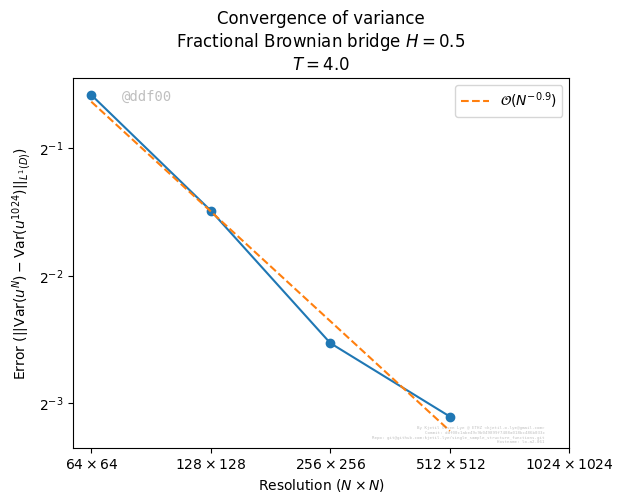 Convergence of variance
Fractional Brownian bridge H = 0.5
T = 4.0
@ddf00
O(N^{-0.9})
Error (||Var(u^N) − Var(u^{1024})||_{L^1(D)})
2^{-1}
2^{-2}
2^{-3}
64 × 64
128 × 128
256 × 256
512 × 512
1024 × 1024
Resolution (N × N)